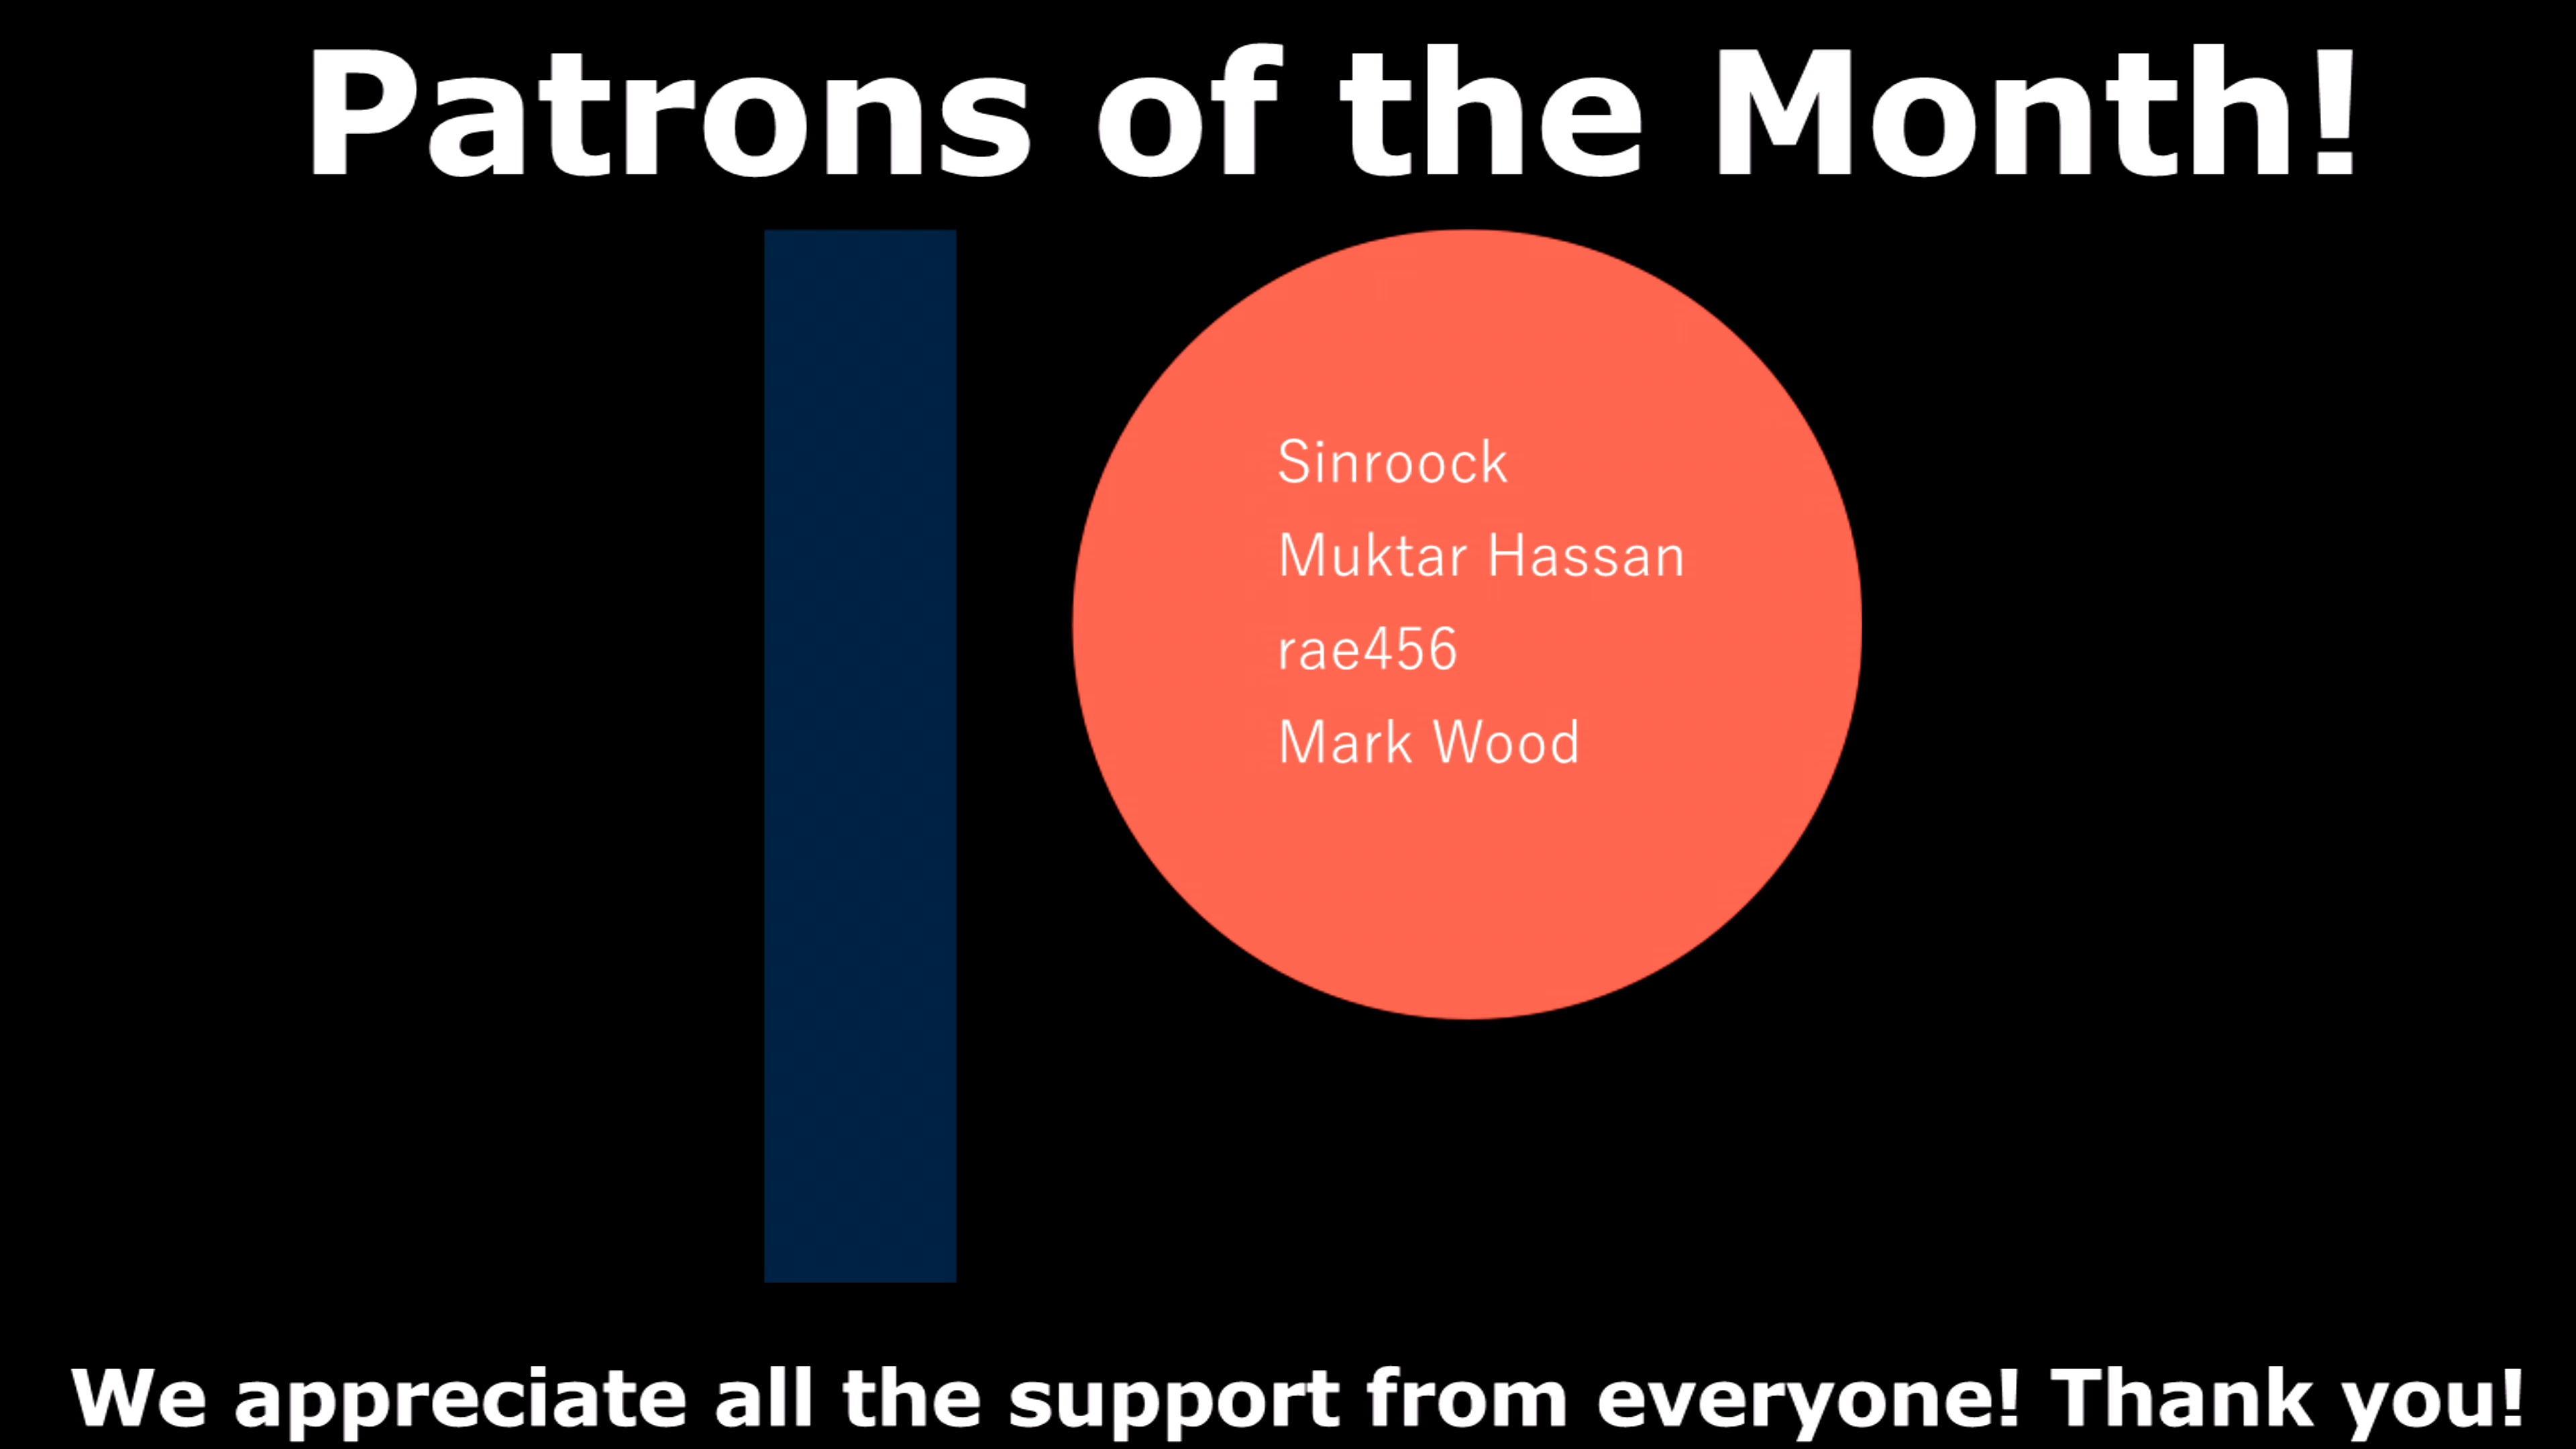 Patrons of the Month!
Sinroock
Muktar Hassan
rae456
Mark Wood
We appreciate all the support from everyone! Thank you!